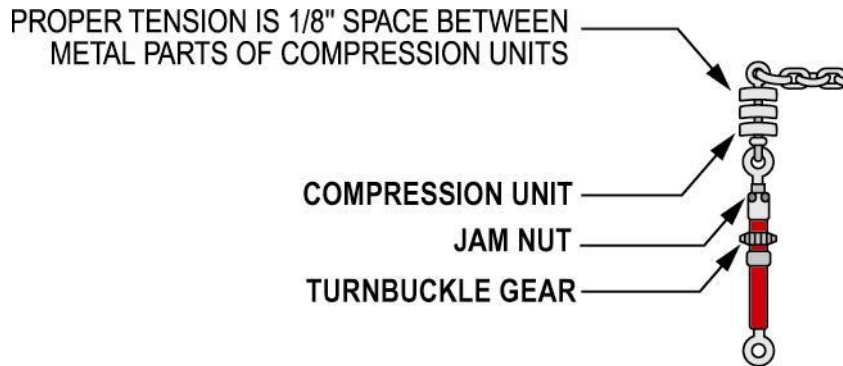 PROPER TENSION IS 1/8" SPACE BETWEEN
METAL PARTS OF COMPRESSION UNITS
COMPRESSION UNIT
JAM NUT
TURNBUCKLE GEAR